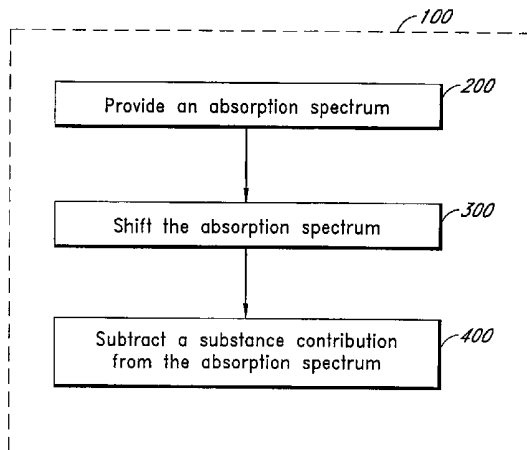 100
200
Provide an absorption spectrum
300
Shift the absorption spectrum
400
Subtract a substance contribution
from the absorption spectrum